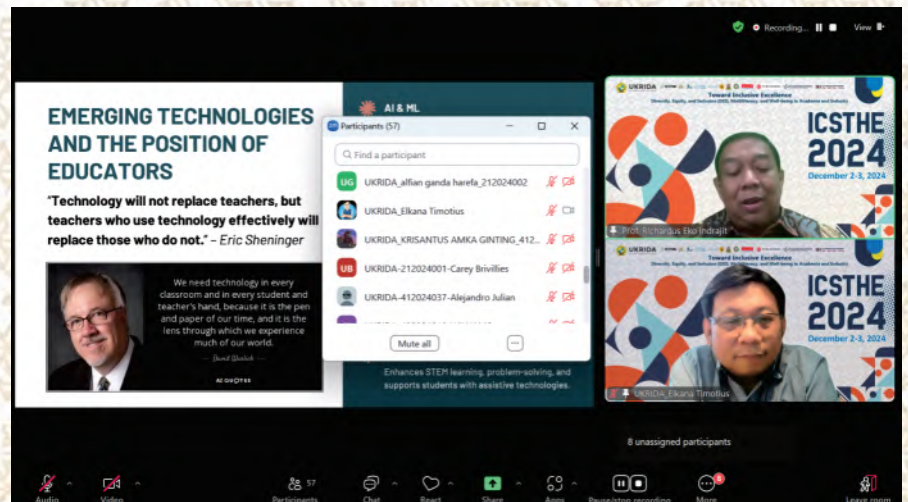 Recording...
View
EMERGING TECHNOLOGIES
AND THE POSITION OF
EDUCATORS
"Technology will not replace teachers, but
teachers who use technology effectively will
replace those who do not." – Eric Sheninger
We need technology in every
classroom and in every student and
teacher's hand, because it is the pen
and paper of our time, and it is the
lens through which we experience
much of our world.
AZ QUOTES
AI & ML
Participants (57)
Find a participant
UG UKRIDA_alfian ganda harefa_212024002
UKRIDA_Elkana Timotius
UKRIDA_KRISANTUS AMKA GINTING_412...
UB UKRIDA-212024001-Carey Brivillies
UKRIDA-412024037-Alejandro Julian
Mute all
Enhances STEM learning, problem-solving, and
supports students with assistive technologies.
UKRIDA
Toward Inclusive Excellence
ICSTHE
2024
December 2-3, 2024
Prof. Richardus Eko Indrajit
UKRIDA
Toward Inclusive Excellence
ICSTHE
2024
December 2-3, 2024
UKRIDA_Elkana Timotius
8 unassigned participants
Audio
Video
57
Participants
Chat
React
Share
Apps
Pause/stop recording
8
More
Leave room